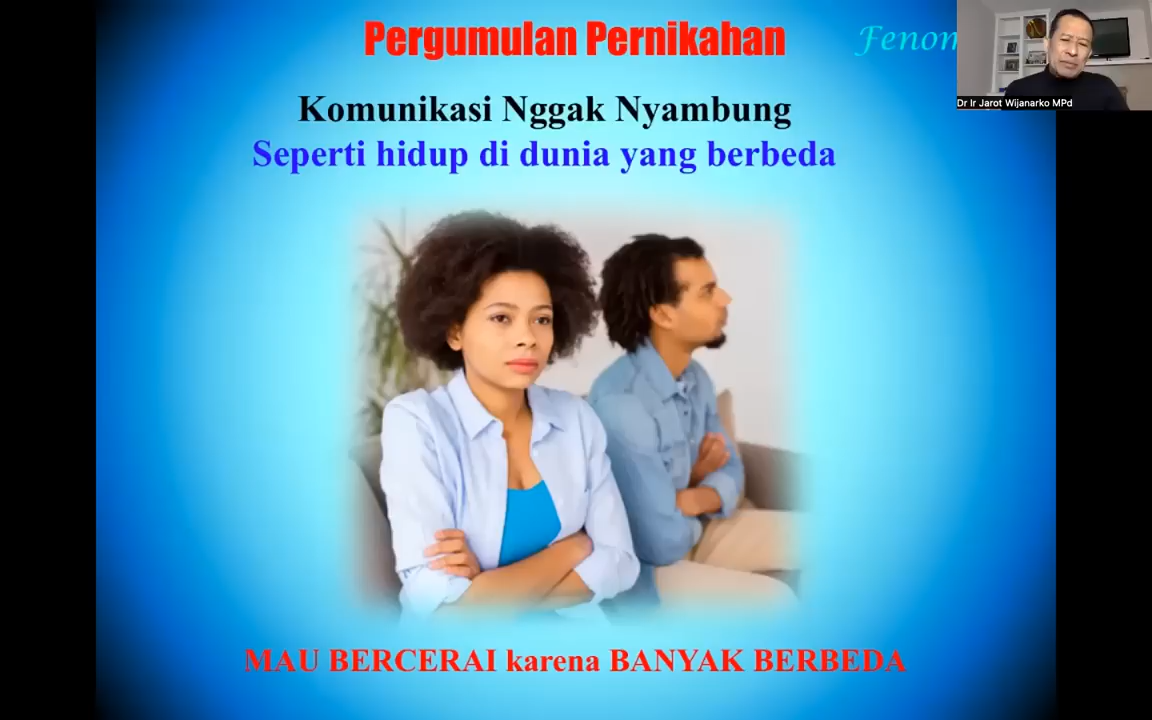 Pergumulan Pernikahan
Fenom
Dr Ir Jarot Wijanarko MPd
Komunikasi Nggak Nyambung
Seperti hidup di dunia yang berbeda
MAU BERCERAI karena BANYAK BERBEDA